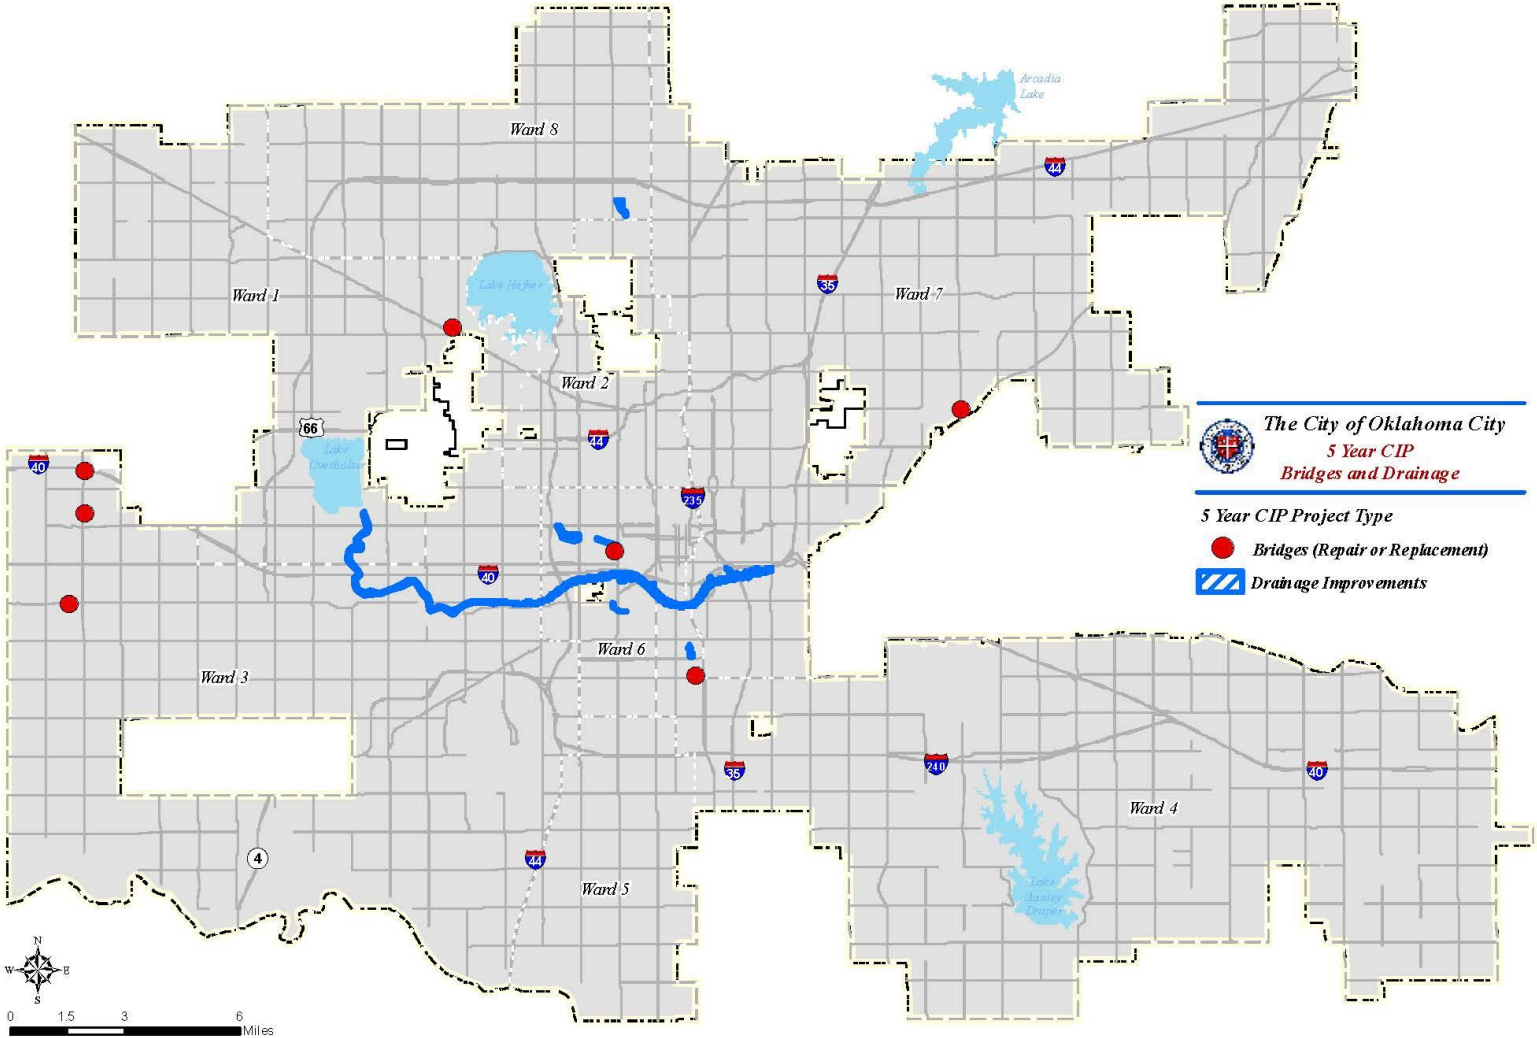 Arcadia
Lake
Ward 8
44
Lake Hefner
Ward 1
35
Ward 7
Ward 2
66
44
Lake
Overholser
40
235
The City of Oklahoma City
5 Year CIP
Bridges and Drainage
5 Year CIP Project Type
Bridges (Repair or Replacement)
Drainage Improvements
40
Ward 6
Ward 3
35
240
40
Ward 4
4
44
Ward 5
Lake
Stanley
Draper
N
W E
S
0 1.5 3 6
Miles